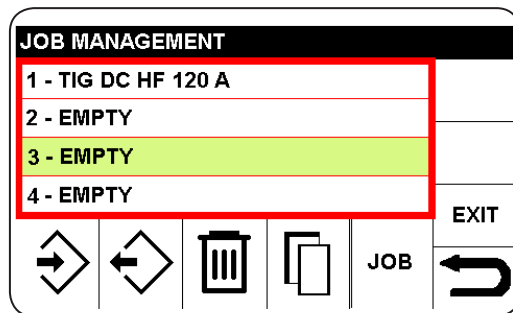 JOB MANAGEMENT
1 - TIG DC HF 120 A
2 - EMPTY
3 - EMPTY
4 - EMPTY
EXIT
JOB